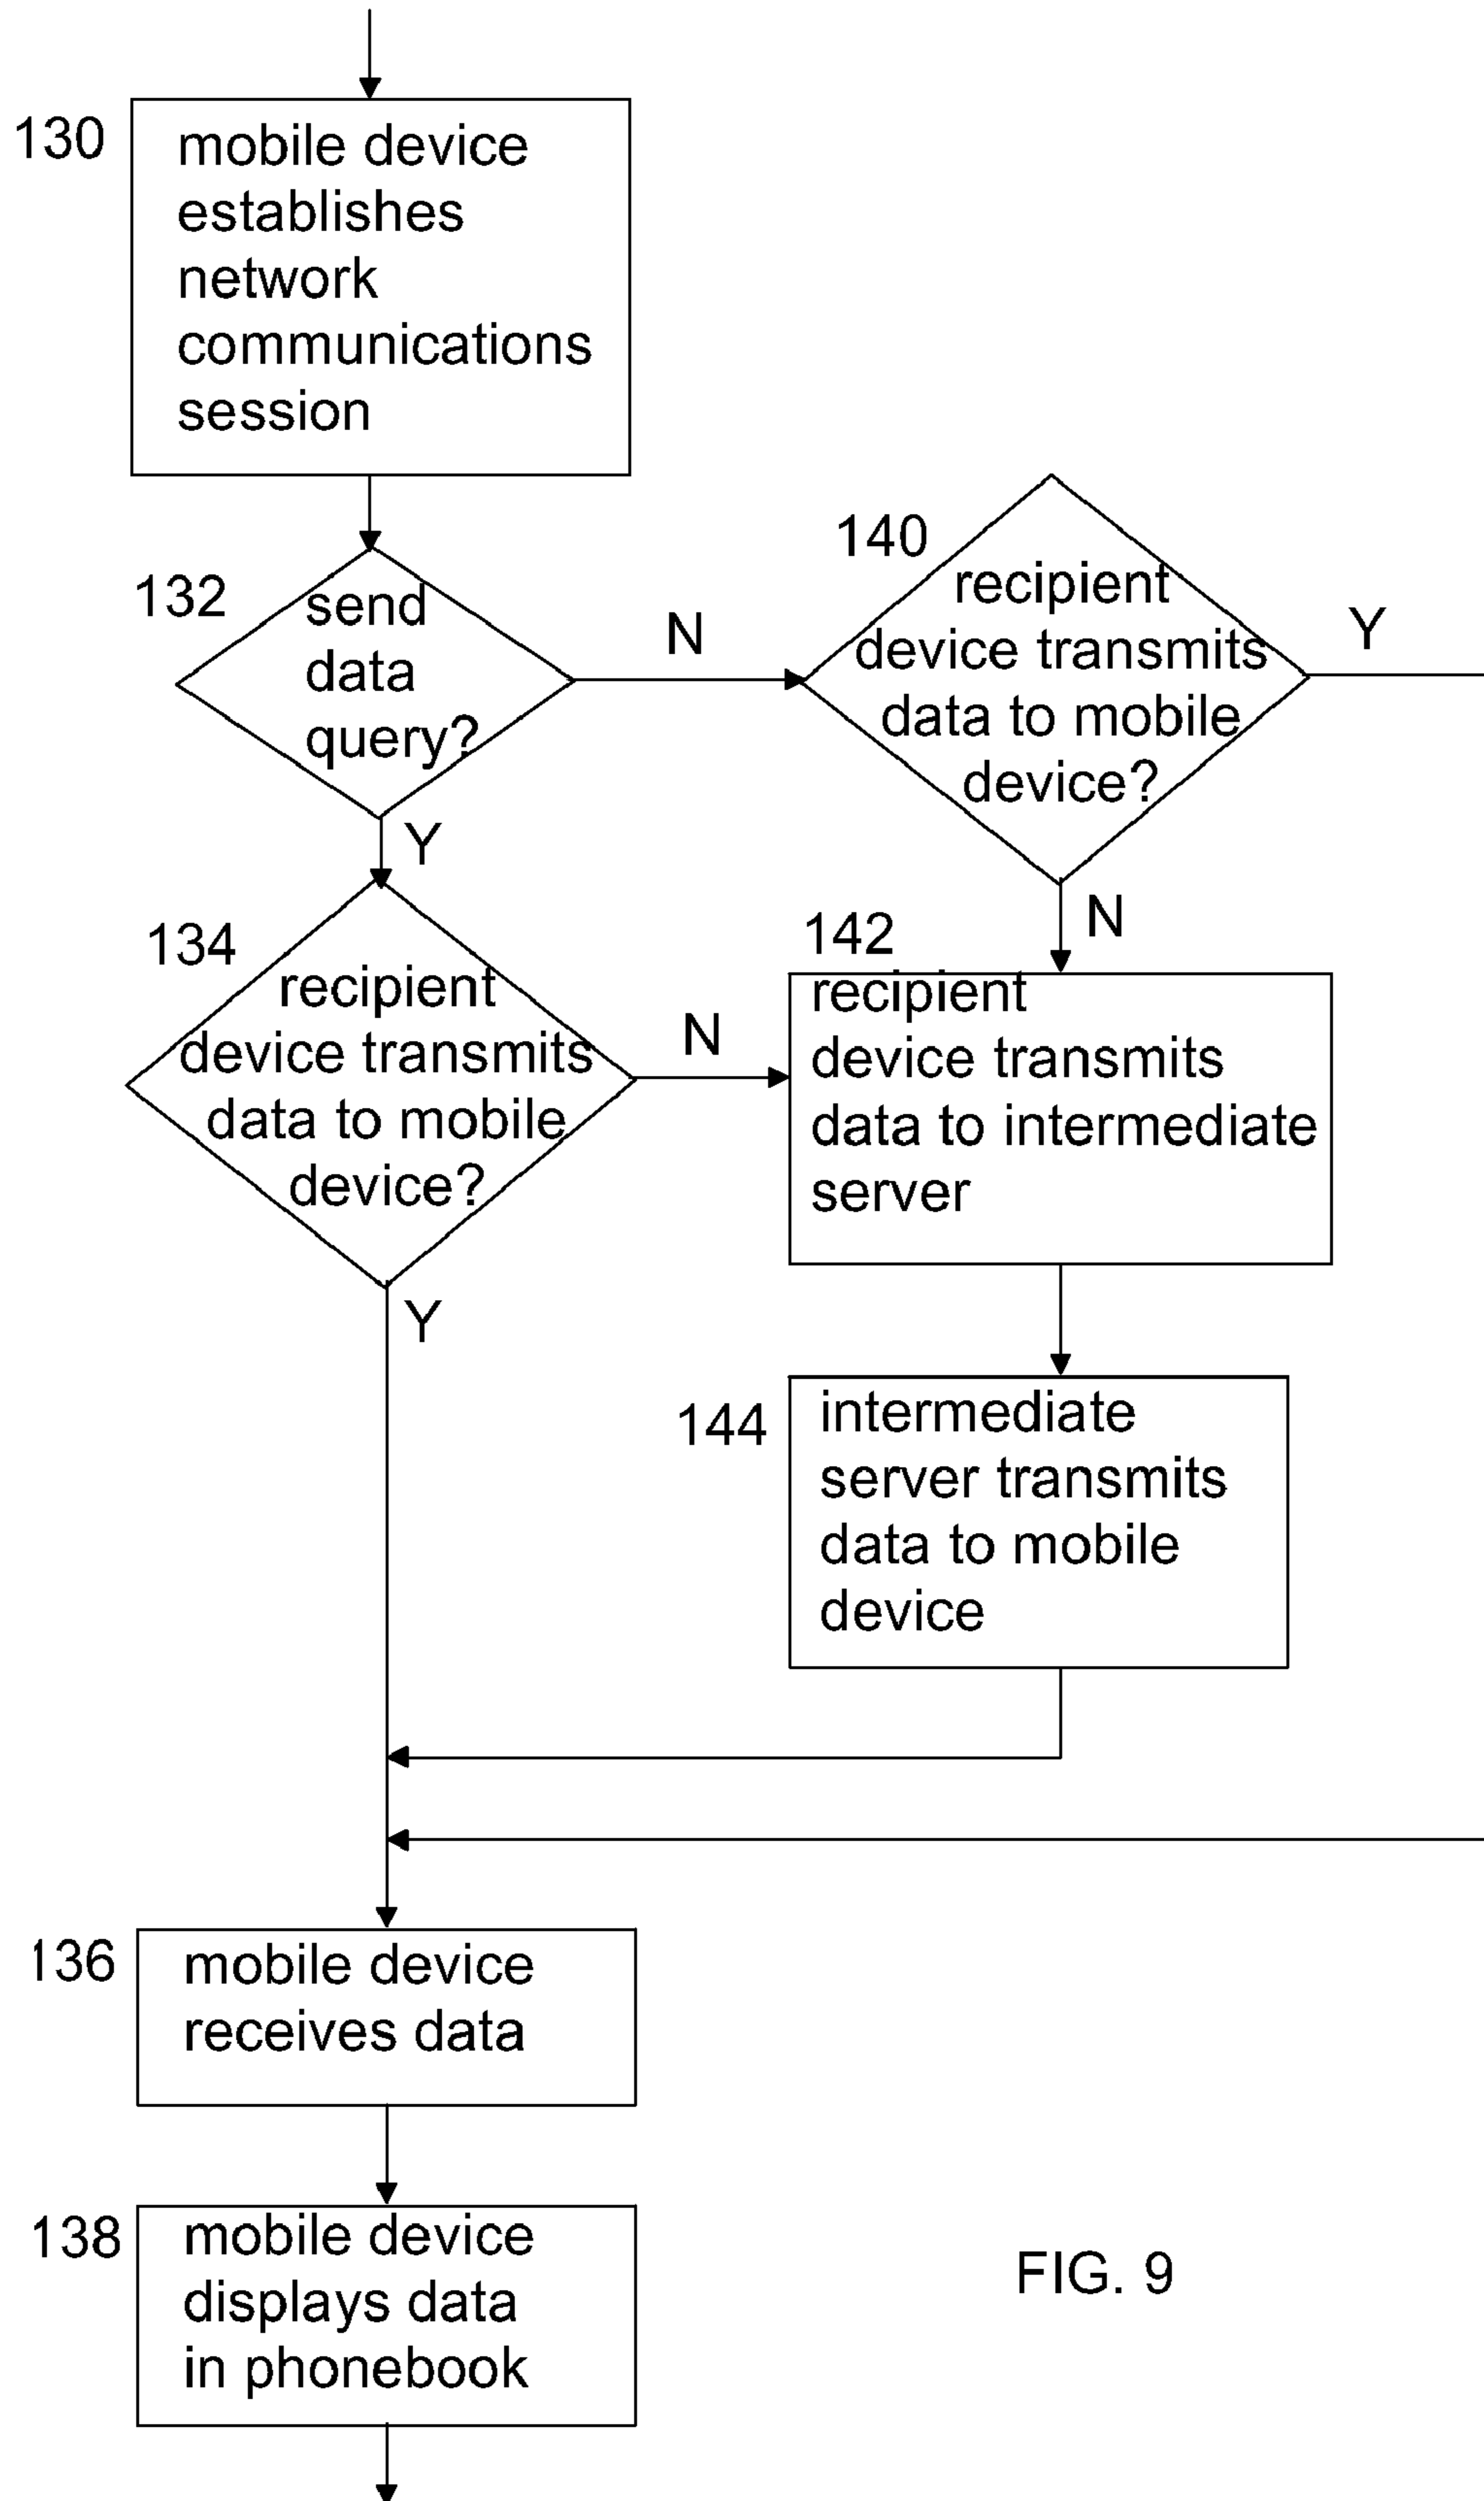 130
mobile device
establishes
network
communications
session
132
send
data
query?
N
Y
140
recipient
device transmits
data to mobile
device?
Y
N
134
recipient
device transmits
data to mobile
device?
N
Y
142
recipient
device transmits
data to intermediate
server
144
intermediate
server transmits
data to mobile
device
136
mobile device
receives data
138
mobile device
displays data
in phonebook
FIG. 9